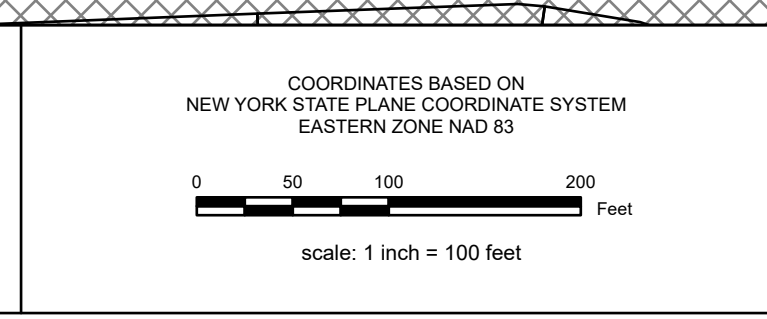 COORDINATES BASED ON
NEW YORK STATE PLANE COORDINATE SYSTEM
EASTERN ZONE NAD 83
0 50 100 200
Feet
scale: 1 inch = 100 feet